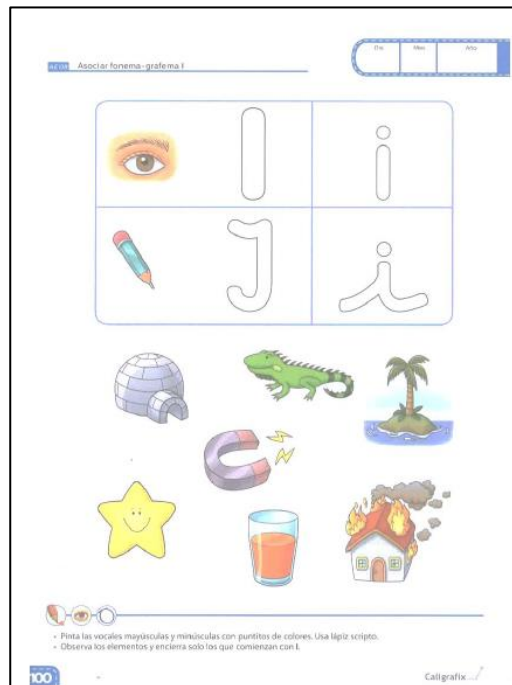 Asociar fonema-grafema I
Día Mes Año
I i
I i
• Pinta las vocales mayúsculas y minúsculas con puntitos de colores. Usa lápiz scripto.
• Observa los elementos y encierra solo los que comienzan con I.
100
Caligrafix